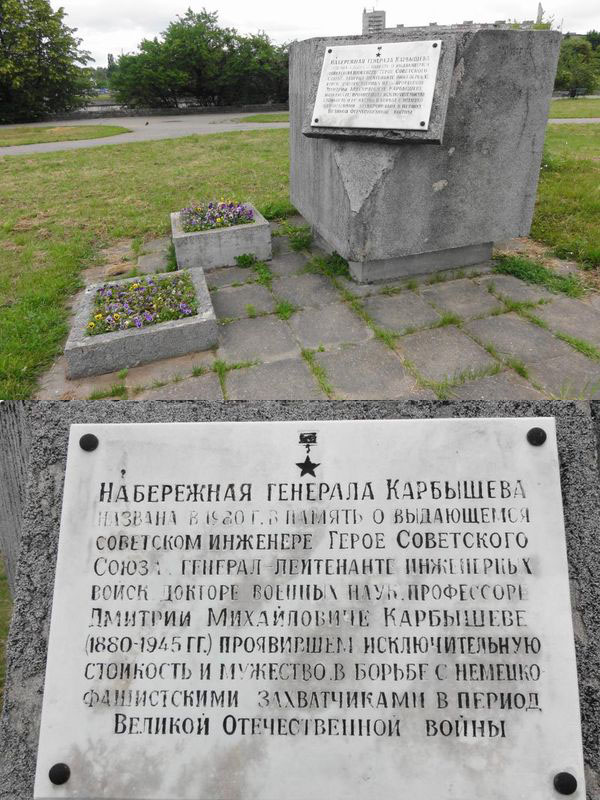 Набережная генерала Карбышева
названа в 1980 г. в память о выдающемся
советском инженере Герое Советского
Союза, генерал-лейтенанте инженерных
войск докторе военных наук, профессоре
Дмитрии Михайловиче Карбышеве
(1880-1945 гг.) проявившем исключительную
стойкость и мужество в борьбе с немецко-
фашистскими захватчиками в период
Великой Отечественной войны